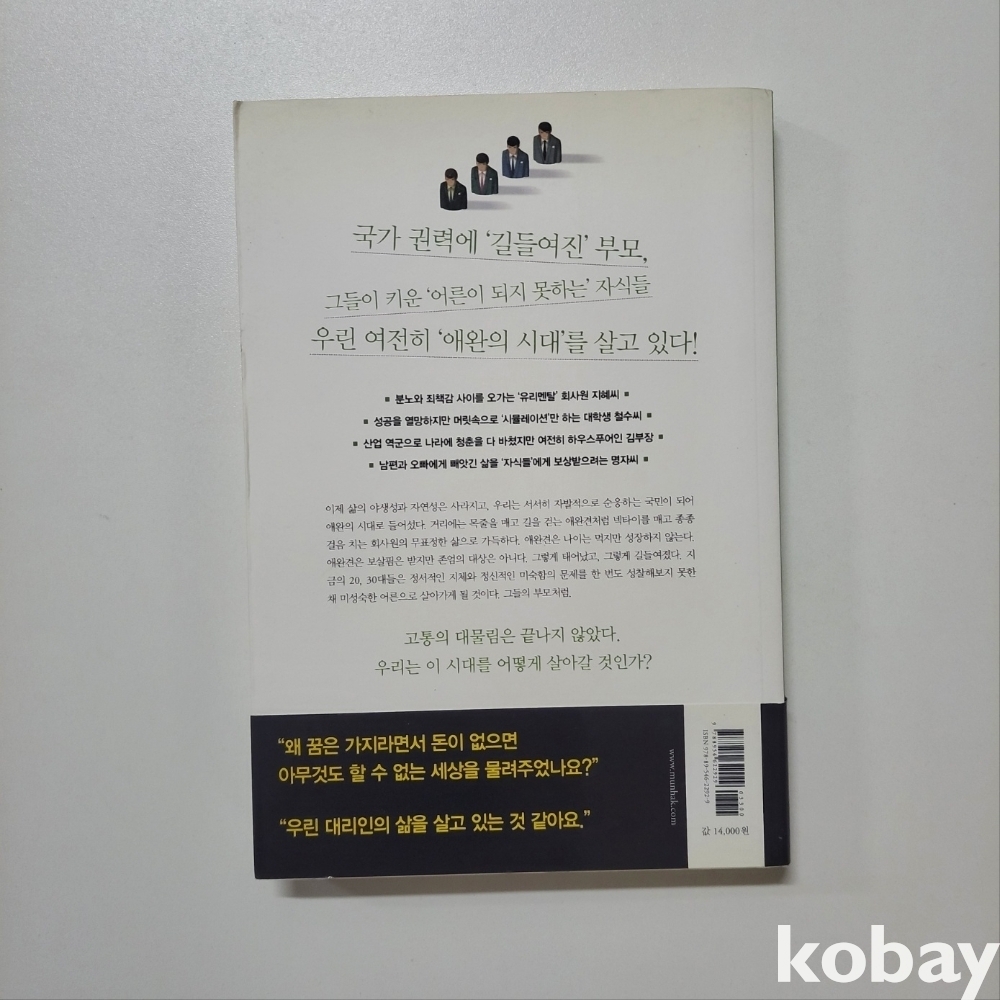 국가 권력에 ‘길들여진’ 부모,
그들이 키운 ‘어른이 되지 못하는’ 자식들
우린 여전히 ‘애완의 시대’를 살고 있다!
▪ 분노와 죄책감 사이를 오가는 ‘유리멘탈’ 회사원 지혜씨 ▪
▪ 성공을 열망하지만 머릿속으로 ‘시뮬레이션’만 하는 대학생 철수씨 ▪
▪ 산업 역군으로 나라에 청춘을 다 바쳤지만 여전히 하우스푸어인 김부장 ▪
▪ 남편과 오빠에게 빼앗긴 삶을 ‘자식들’에게 보상받으려는 명자씨 ▪
이제 삶의 야생성과 자연성은 사라지고, 우리는 서서히 자발적으로 순응하는 국민이 되어
애완의 시대로 들어섰다. 거리에는 목줄을 매고 길을 걷는 애완견처럼 넥타이를 매고 종종
걸음 치는 회사원의 무표정한 삶으로 가득하다. 애완견은 나이는 먹지만 성장하지 않는다.
애완견은 보살핌은 받지만 존엄의 대상은 아니다. 그렇게 태어났고, 그렇게 길들여졌다. 지
금의 20, 30대들은 정서적인 지체와 정신적인 미숙함의 문제를 한 번도 성찰해보지 못한
채 미성숙한 어른으로 살아가게 될 것이다. 그들의 부모처럼.
고통의 대물림은 끝나지 않았다.
우리는 이 시대를 어떻게 살아갈 것인가?
“왜 꿈은 가지라면서 돈이 없으면
아무것도 할 수 없는 세상을 물려주었나요?”
“우린 대리인의 삶을 살고 있는 것 같아요.”
www.munhak.com
03300
ISBN 978-89-546-2292-9
값 14,000원
kobay